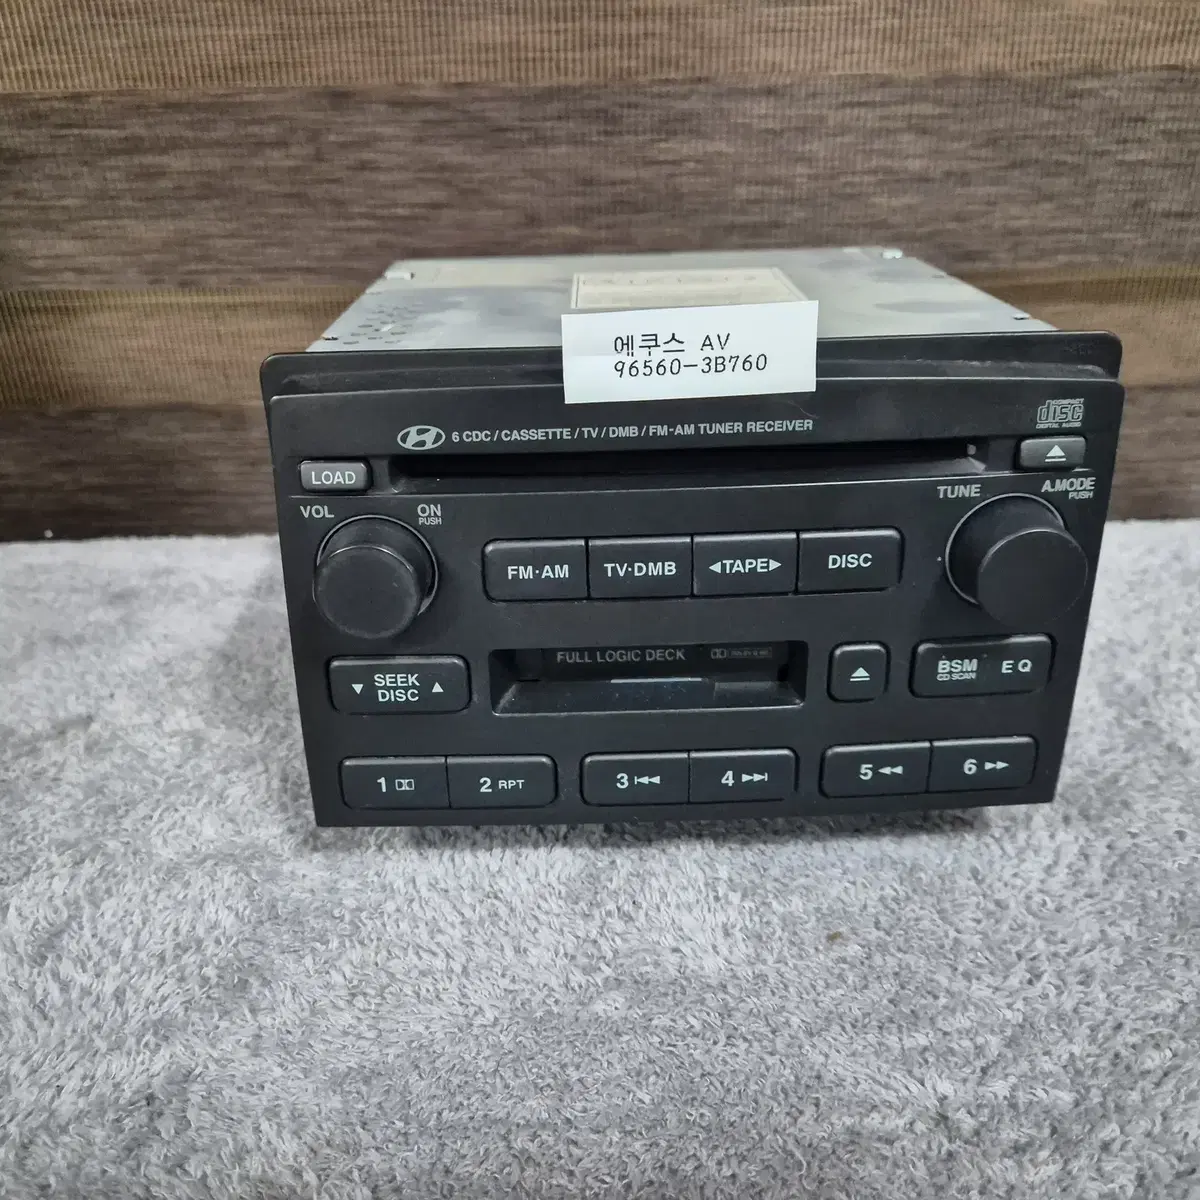 에쿠스 AV
96560-3B760
COMPACT
disc
DIGITAL AUDIO
6 CDC / CASSETTE / TV / DMB / FM-AM TUNER RECEIVER
LOAD
VOL
ON
PUSH
TUNE
A.MODE
PUSH
FM·AM
TV·DMB
◀TAPE▶
DISC
FULL LOGIC DECK
▼ SEEK ▲
DISC
BSM
CD SCAN
EQ
1
2 RPT
3
4
5
6